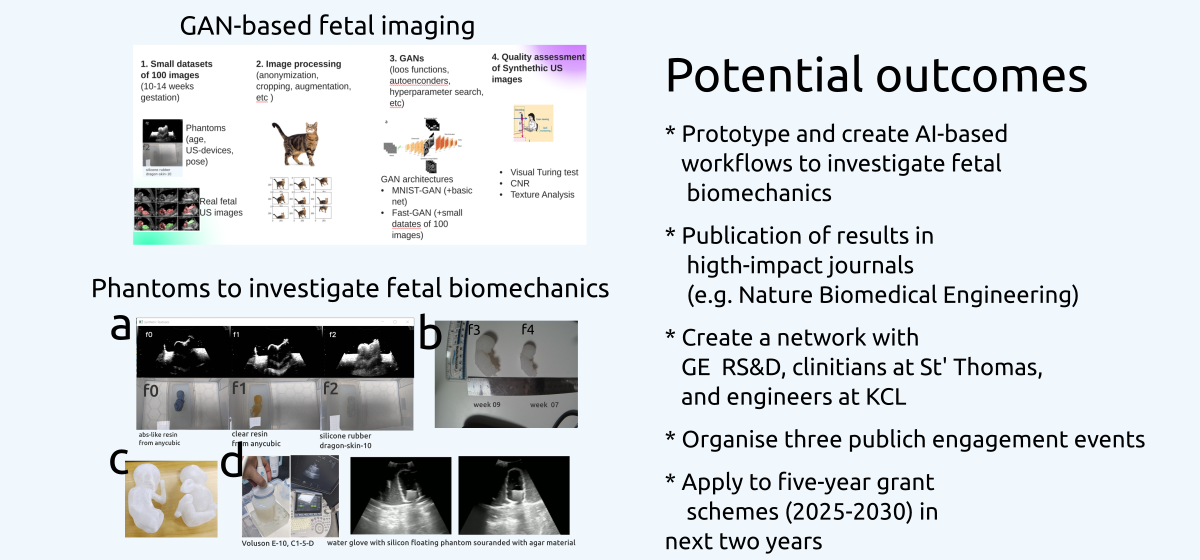 GAN-based fetal imaging
1. Small datasets
of 100 images
(10-14 weeks
gestation)
Phantoms
(age,
US-devices,
pose)
silicone rubber
dragon-skin-10
Real fetal
US images
2. Image processing
(anonymization,
cropping, augmentation,
etc )
3. GANs
(loos functions,
autoenconders,
hyperparameter search,
etc)
GAN architectures
• MNIST-GAN (+basic
net)
• Fast-GAN (+small
datates of 100
images)
4. Quality assessment
of Synthethic US
images
• Visual Turing test
• CNR
• Texture Analysis
Phantoms to investigate fetal biomechanics
a
f0
f1
f2
f0
f1
f2
abs-like resin
from anycubic
clear resin
from anycubic
silicone rubber
dragon-skin-10
b
f3
f4
week 09
week 07
c
d
Voluson E-10, C1-5-D
water glove with silicon floating phantom souranded with agar material
Potential outcomes
* Prototype and create AI-based
workflows to investigate fetal
biomechanics
* Publication of results in
higth-impact journals
(e.g. Nature Biomedical Engineering)
* Create a network with
GE RS&D, clinitians at St' Thomas,
and engineers at KCL
* Organise three publich engagement events
* Apply to five-year grant
schemes (2025-2030) in
next two years